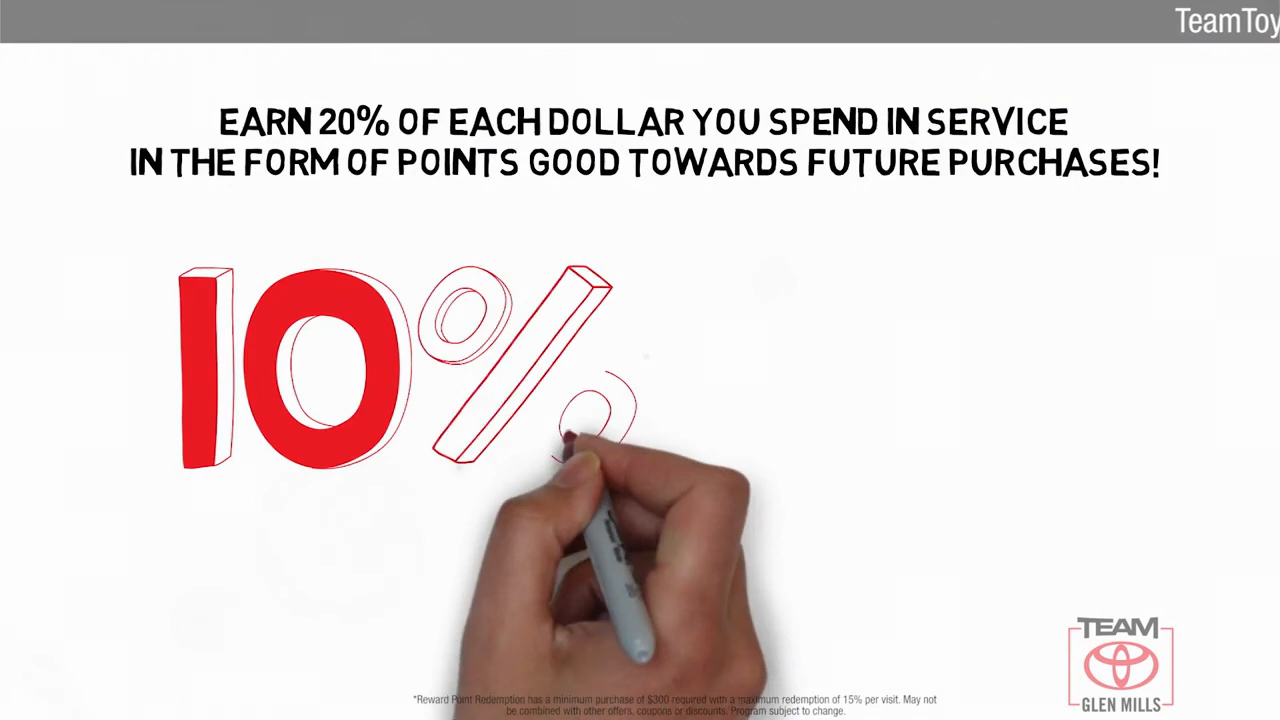 TeamToy
EARN 20% OF EACH DOLLAR YOU SPEND IN SERVICE
IN THE FORM OF POINTS GOOD TOWARDS FUTURE PURCHASES!
10%
TEAM
GLEN MILLS
*Reward Point Redemption has a minimum purchase of $300 required with a maximum redemption of 15% per visit. May not
be combined with other offers, coupons or discounts. Program subject to change.